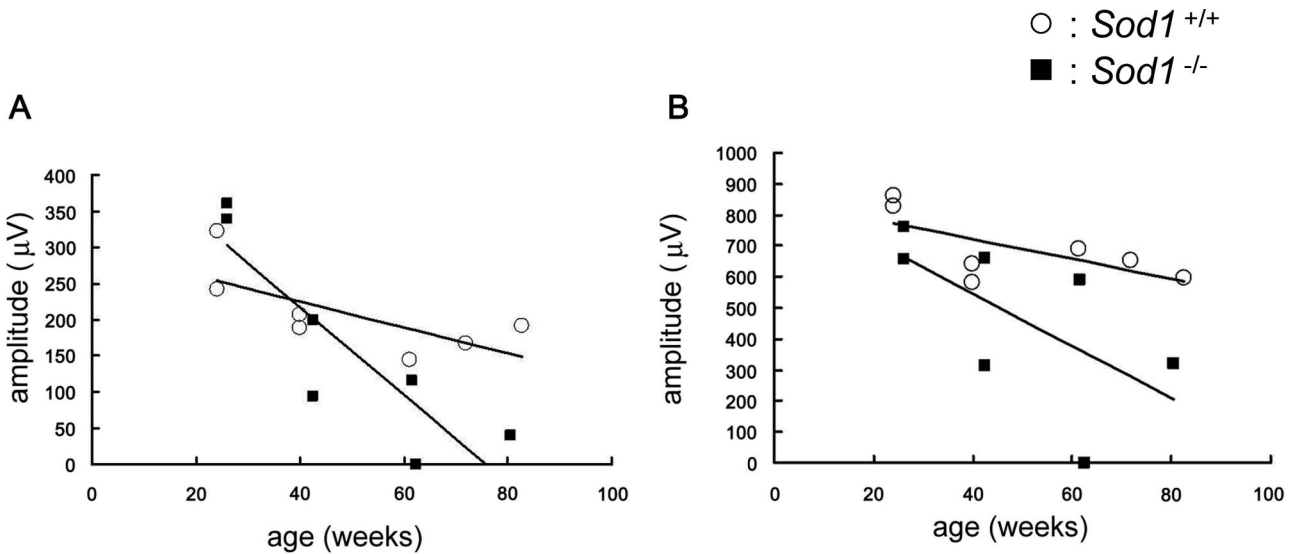 ○ : Sod1 +/+
■ : Sod1 -/-
A
B
amplitude ( μV)
400
350
300
250
200
150
100
50
0
0 20 40 60 80 100
age (weeks)
amplitude ( μV)
1000
900
800
700
600
500
400
300
200
100
0
0 20 40 60 80 100
age (weeks)